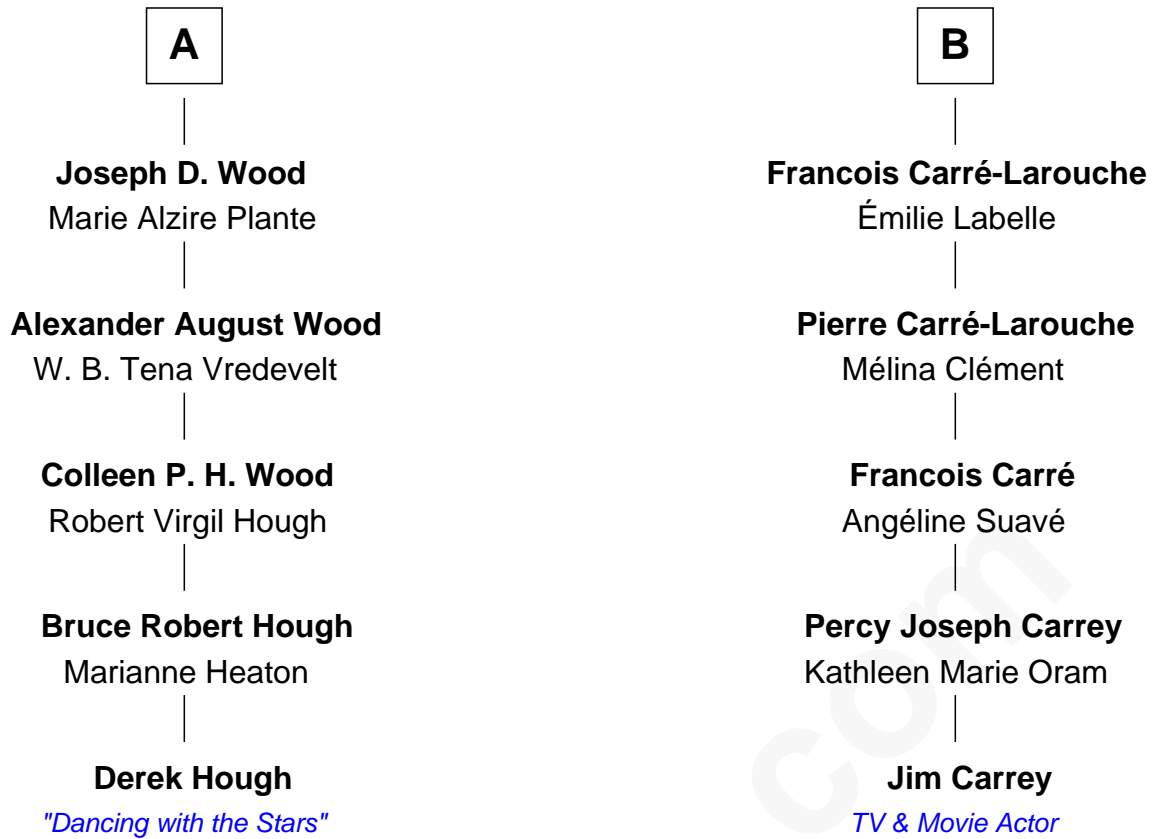 A
Joseph D. Wood
Marie Alzire Plante
Alexander August Wood
W. B. Tena Vredevelt
Colleen P. H. Wood
Robert Virgil Hough
Bruce Robert Hough
Marianne Heaton
Derek Hough
"Dancing with the Stars"
B
Francois Carré-Larouche
Émilie Labelle
Pierre Carré-Larouche
Mélina Clément
Francois Carré
Angéline Suavé
Percy Joseph Carrey
Kathleen Marie Oram
Jim Carrey
TV & Movie Actor
com